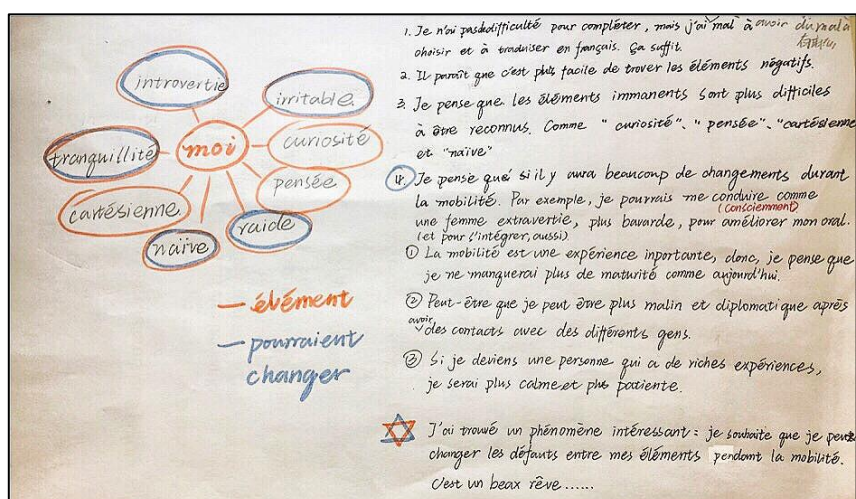 introvertie
irritable
moi
curiosité
tranquillité
pensée
cartésienne
raide
naïve
— élément
— pourraient
changer
1. Je n'ai pas de difficulté pour compléter, mais j'ai mal à avoir du mal à
choisir et à traduiser en français. Ça suffit.
2. Il paraît que c'est plus facile de trover les éléments négatifs.
3. Je pense que les éléments immanents sont plus difficiles
à être reconnus. Comme "curiosité", "pensée", "cartésienne
et "naïve"
4. Je pense que si il y aura beaucoup de changements durant
la mobilité. Par exemple, je pourrais me conduire comme
(consciemment)
une femme extravertie, plus bavarde, pour améliorer mon oral.
(et pour l'intégrer, aussi)
① La mobilité est une expérience inportante, donc, je pense que
je ne manquerai plus de maturité comme aujourd'hui.
② Peut-être que je peut être plus malin et diplomatique après
avoir des contacts avec des différents gens.
③ Si je deviens une personne qui a de riches expériences,
je serai plus calme et plus patiente.
J'ai trouvé un phénomène intéressant : je souhaite que je peux
changer les défauts entre mes éléments pendant la mobilité.
C'est un beax rêve......